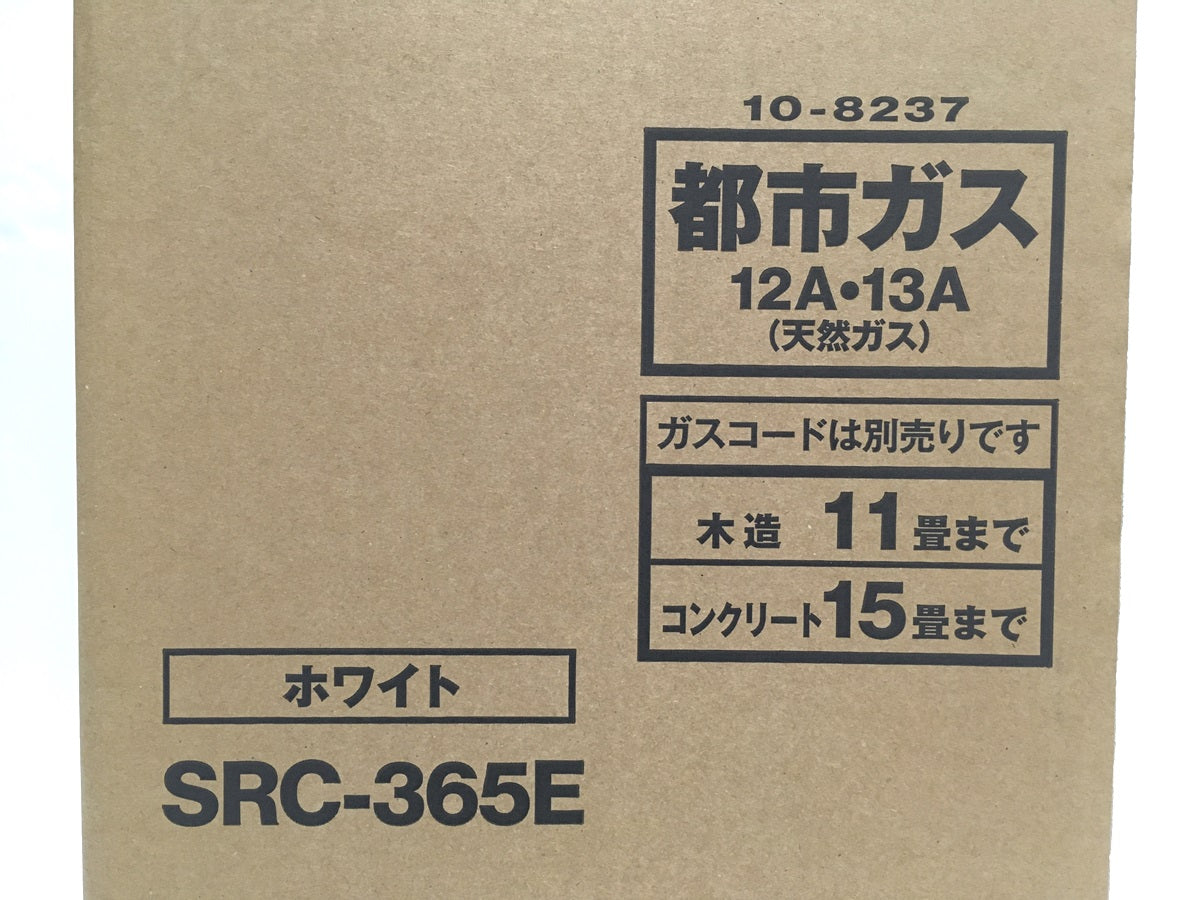 10-8237
都市ガス
12A・13A
(天然ガス)
ガスコードは別売りです
木造 11畳まで
コンクリート15畳まで
ホワイト
SRC-365E